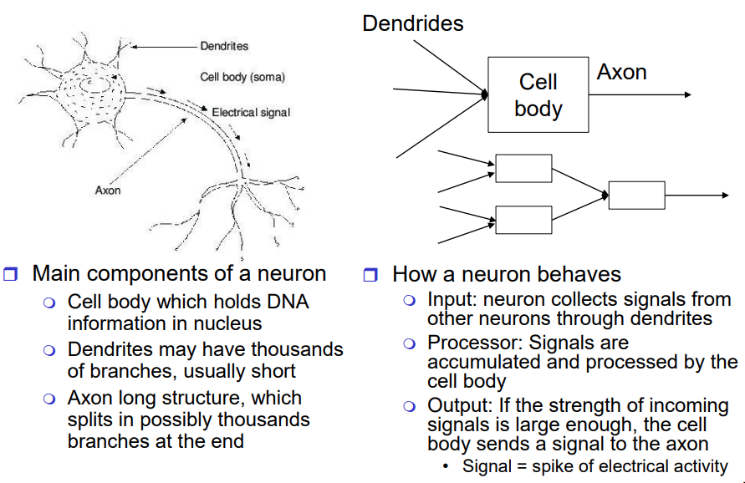 Dendrites
Cell body (soma)
Electrical signal
Axon
❒ Main components of a neuron
○ Cell body which holds DNA
information in nucleus
○ Dendrites may have thousands
of branches, usually short
○ Axon long structure, which
splits in possibly thousands
branches at the end
Dendrides
Cell
body
Axon
❒ How a neuron behaves
○ Input: neuron collects signals from
other neurons through dendrites
○ Processor: Signals are
accumulated and processed by the
cell body
○ Output: If the strength of incoming
signals is large enough, the cell
body sends a signal to the axon
• Signal = spike of electrical activity